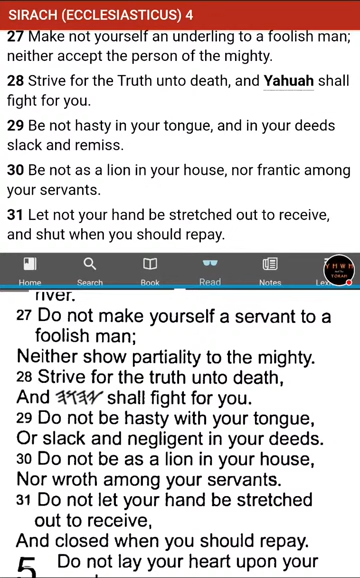 SIRACH (ECCLESIASTICUS) 4
27 Make not yourself an underling to a foolish man;
neither accept the person of the mighty.
28 Strive for the Truth unto death, and Yahuah shall
fight for you.
29 Be not hasty in your tongue, and in your deeds
slack and remiss.
30 Be not as a lion in your house, nor frantic among
your servants.
31 Let not your hand be stretched out to receive,
and shut when you should repay.
Home Search Book Read Notes
river.
27 Do not make yourself a servant to a
foolish man;
Neither show partiality to the mighty.
28 Strive for the truth unto death,
And 𐤉𐤄𐤅𐤄 shall fight for you.
29 Do not be hasty with your tongue,
Or slack and negligent in your deeds.
30 Do not be as a lion in your house,
Nor wroth among your servants.
31 Do not let your hand be stretched
out to receive,
And closed when you should repay.
5 Do not lay your heart upon your